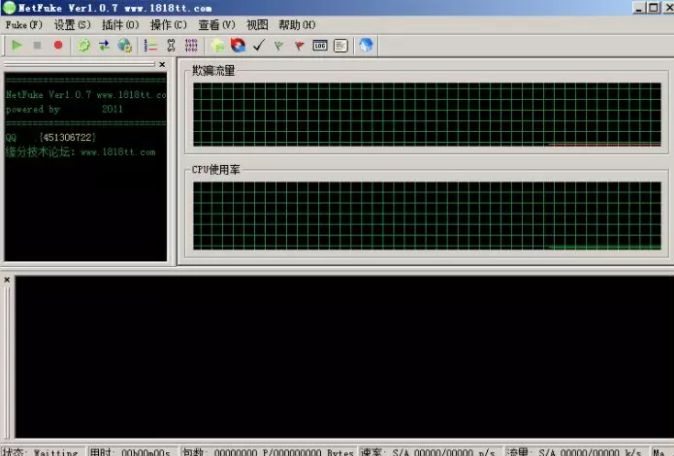 NetFuke Ver1.0.7 www.1818tt.com
Fuke(F) 设置(S) 插件(O) 操作(C) 查看(V) 视图 帮助(H)
LOG
NetFuke Ver1.0.7 www.1818tt.co
powered by 2011
QQ [451306722]
缘分技术论坛: www.1818tt.com
欺骗流量
CPU使用率
状态: Waitting 用时: 00h00m00s 包数: 00000000 P/000000000 Bytes 速率: S/A 00000/00000 p/s 流量: S/A 00000/00000 k/s Ma..